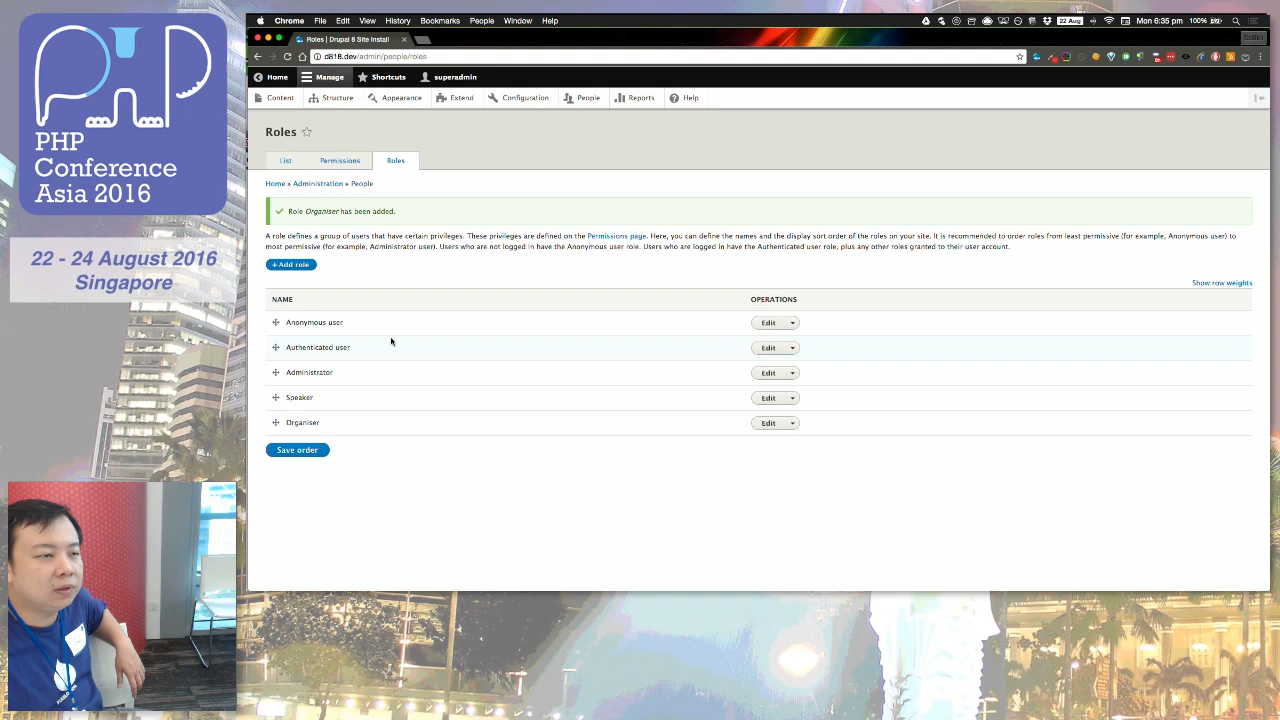 PHP
Conference
Asia 2016
22 - 24 August 2016
Singapore
Chrome File Edit View History Bookmarks People Window Help
22 Aug
Mon 6:35 pm 100%
Roles | Drupal 8 Site Install
d818.dev/admin/people/roles
Home Manage Shortcuts superadmin
Content Structure Appearance Extend Configuration People Reports Help
Roles
List Permissions Roles
Home » Administration » People
Role Organiser has been added.
A role defines a group of users that have certain privileges. These privileges are defined on the Permissions page. Here, you can define the names and the display sort order of the roles on your site. It is recommended to order roles from least permissive (for example, Anonymous user) to
most permissive (for example, Administrator user). Users who are not logged in have the Anonymous user role. Users who are logged in have the Authenticated user role, plus any other roles granted to their user account.
+ Add role
Show row weights
NAME OPERATIONS
Anonymous user Edit
Authenticated user Edit
Administrator Edit
Speaker Edit
Organiser Edit
Save order